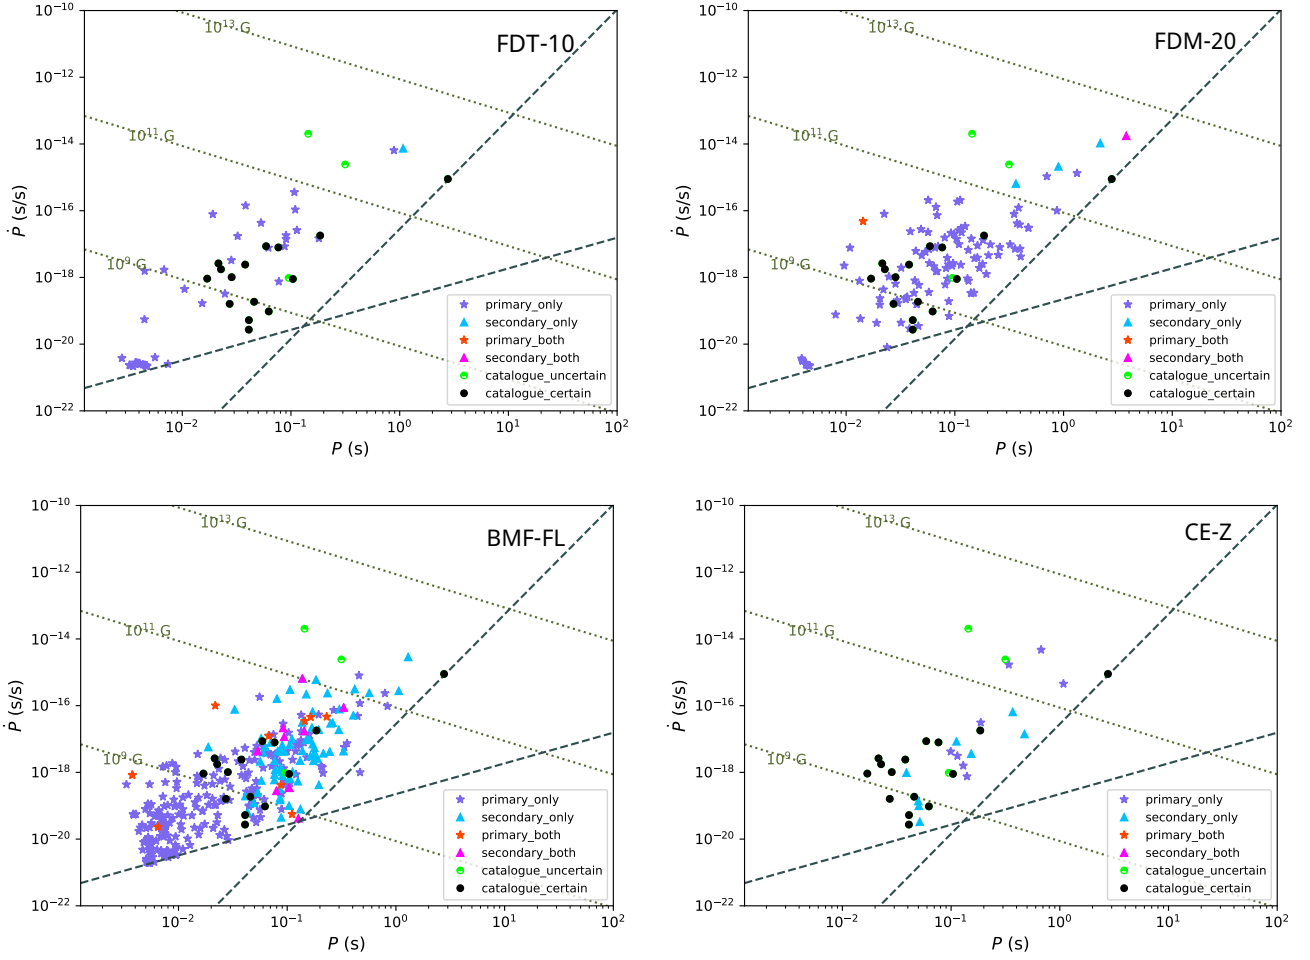 FDT-10
10^13 G
10^11 G
10^9 G
10^−10
10^−12
10^−14
10^−16
10^−18
10^−20
10^−22
Ṗ (s/s)
primary_only
secondary_only
primary_both
secondary_both
catalogue_uncertain
catalogue_certain
10^−2 10^−1 10^0 10^1 10^2
P (s)
FDM-20
10^13 G
10^11 G
10^9 G
10^−10
10^−12
10^−14
10^−16
10^−18
10^−20
10^−22
Ṗ (s/s)
primary_only
secondary_only
primary_both
secondary_both
catalogue_uncertain
catalogue_certain
10^−2 10^−1 10^0 10^1 10^2
P (s)
BMF-FL
10^13 G
10^11 G
10^9 G
10^−10
10^−12
10^−14
10^−16
10^−18
10^−20
10^−22
Ṗ (s/s)
primary_only
secondary_only
primary_both
secondary_both
catalogue_uncertain
catalogue_certain
10^−2 10^−1 10^0 10^1 10^2
P (s)
CE-Z
10^13 G
10^11 G
10^9 G
10^−10
10^−12
10^−14
10^−16
10^−18
10^−20
10^−22
Ṗ (s/s)
primary_only
secondary_only
primary_both
secondary_both
catalogue_uncertain
catalogue_certain
10^−2 10^−1 10^0 10^1 10^2
P (s)